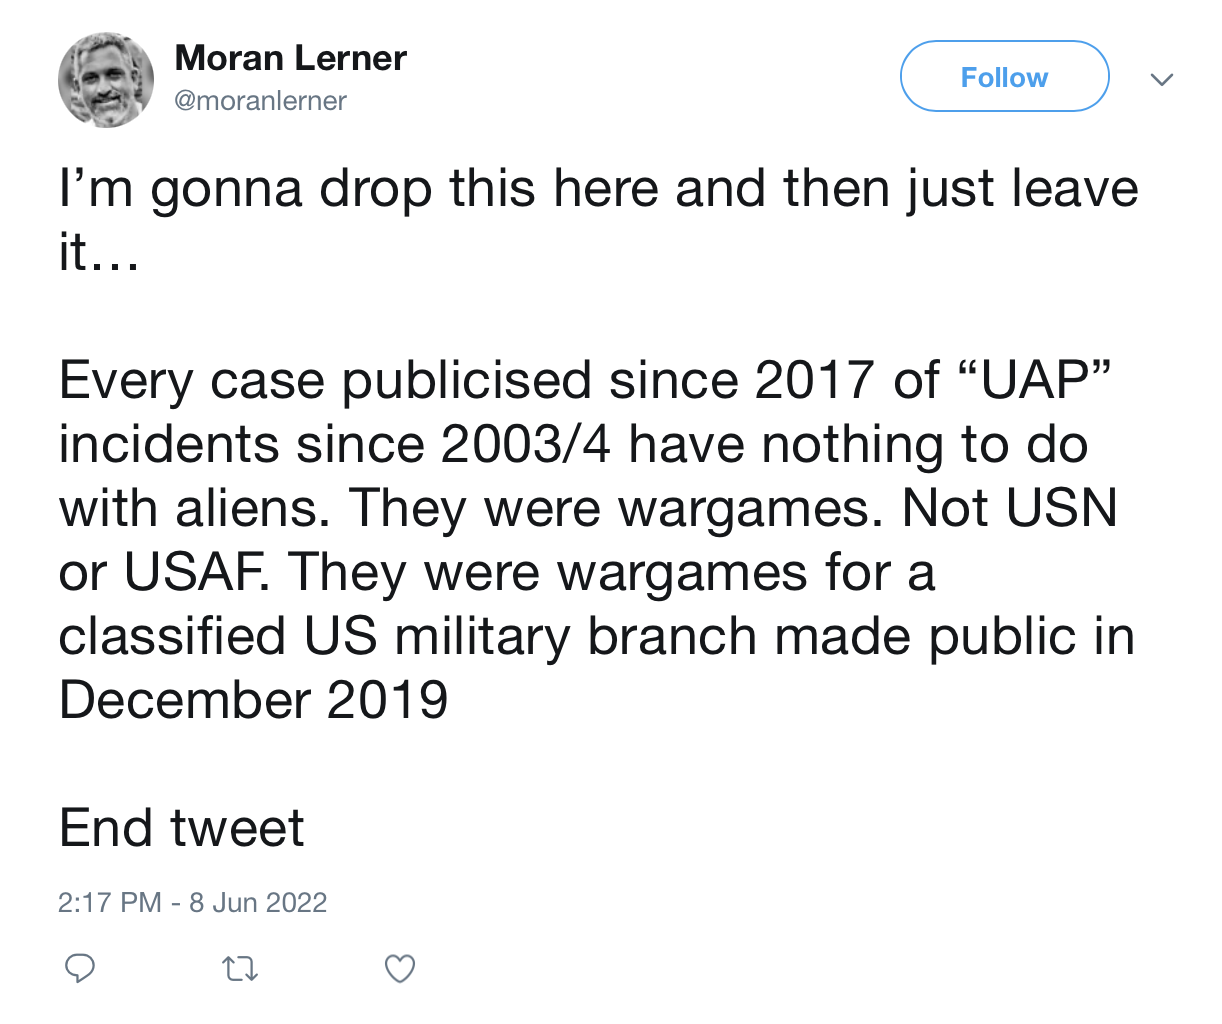 Moran Lerner
@moranlerner
Follow
I’m gonna drop this here and then just leave
it…
Every case publicised since 2017 of “UAP”
incidents since 2003/4 have nothing to do
with aliens. They were wargames. Not USN
or USAF. They were wargames for a
classified US military branch made public in
December 2019
End tweet
2:17 PM - 8 Jun 2022